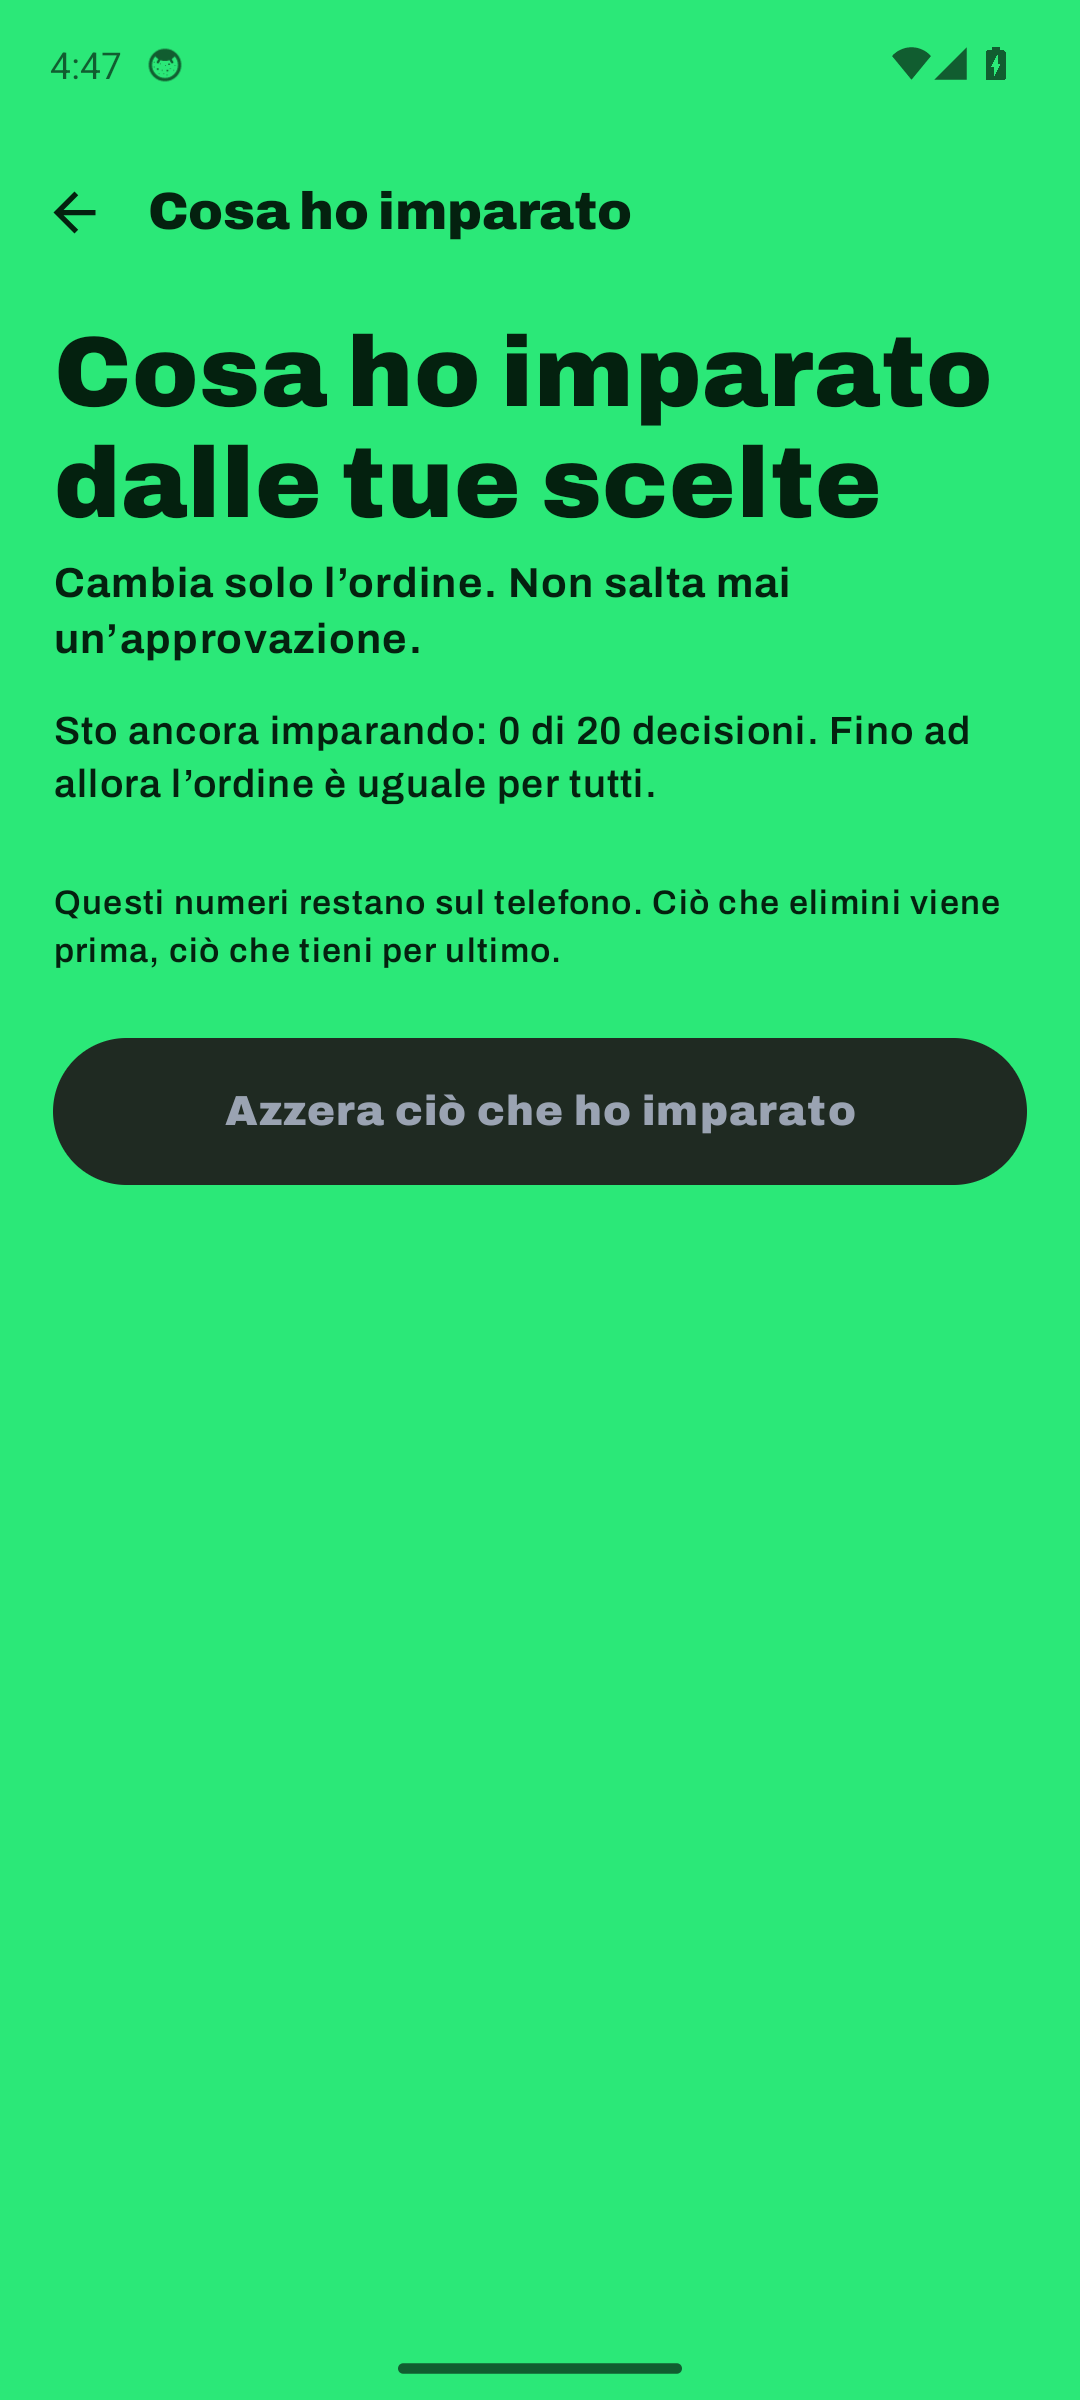 4:47
Cosa ho imparato
Cosa ho imparato
dalle tue scelte
Cambia solo l’ordine. Non salta mai
un’approvazione.
Sto ancora imparando: 0 di 20 decisioni. Fino ad
allora l’ordine è uguale per tutti.
Questi numeri restano sul telefono. Ciò che elimini viene
prima, ciò che tieni per ultimo.
Azzera ciò che ho imparato